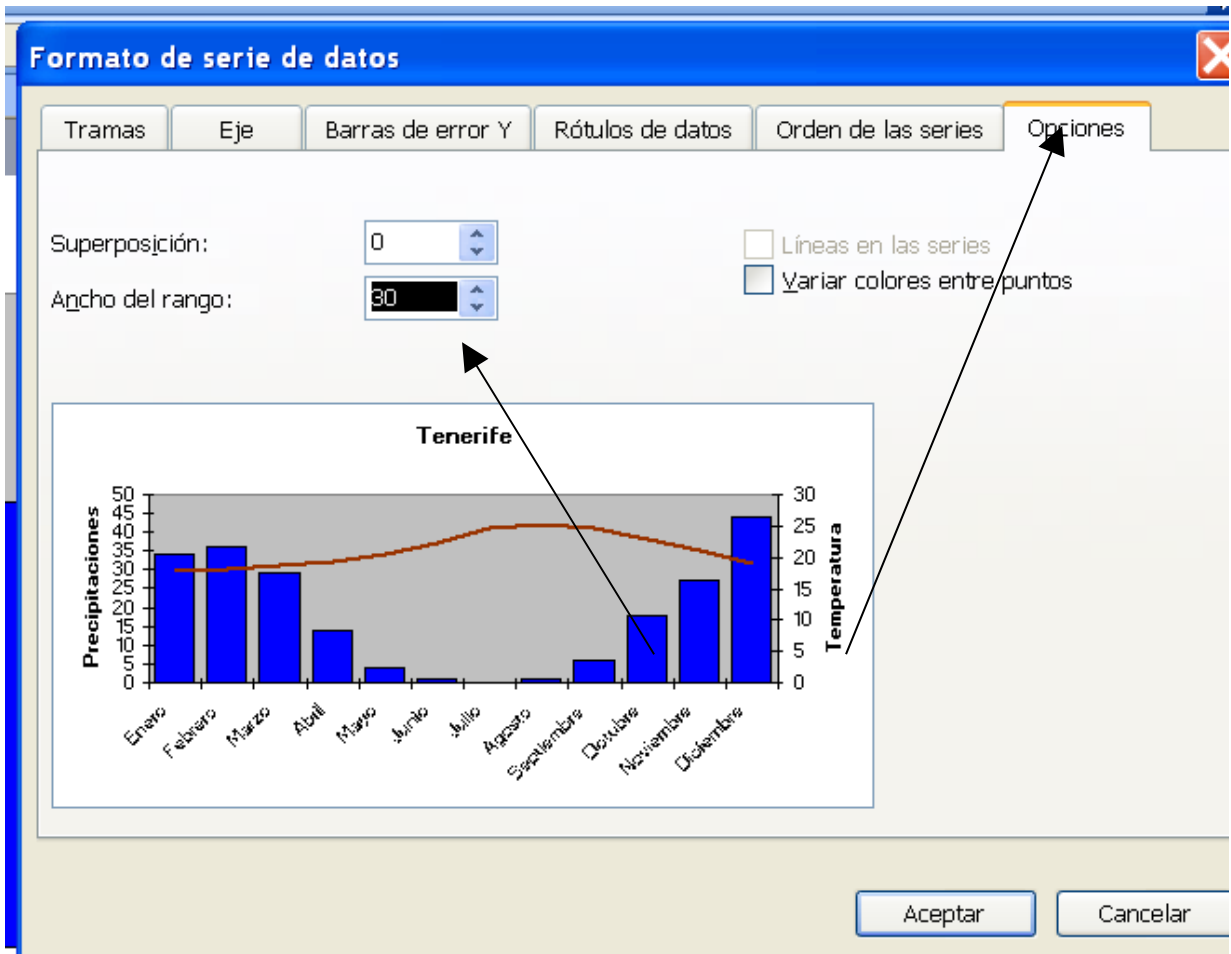 Formato de serie de datos
Tramas Eje Barras de error Y Rótulos de datos Orden de las series Opciones
Superposición: 0
Líneas en las series
Ancho del rango: 30
Variar colores entre puntos
Tenerife
Precipitaciones
50
45
40
35
30
25
20
15
10
5
0
30
25
20
15
10
5
0
Temperatura
Enero Febrero Marzo Abril Mayo Junio Julio Agosto Septiembre Octubre Noviembre Diciembre
Aceptar Cancelar